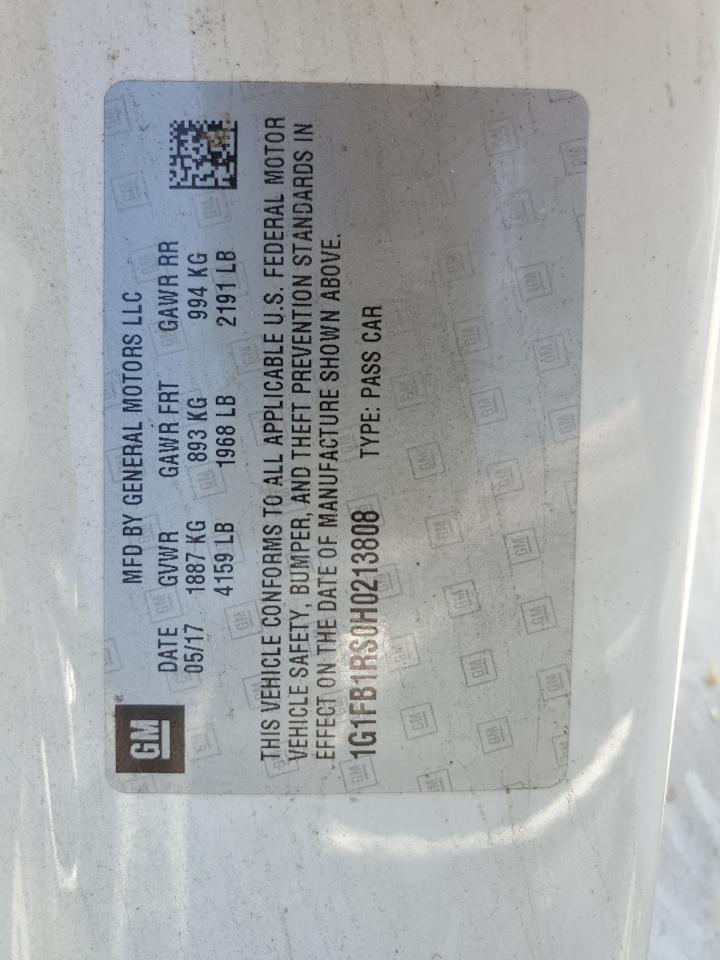 GM®
MFD BY GENERAL MOTORS LLC
DATE GVWR GAWR FRT GAWR RR
05/17 1887 KG 893 KG 994 KG
4159 LB 1968 LB 2191 LB
THIS VEHICLE CONFORMS TO ALL APPLICABLE U.S. FEDERAL MOTOR
VEHICLE SAFETY, BUMPER, AND THEFT PREVENTION STANDARDS IN
EFFECT ON THE DATE OF MANUFACTURE SHOWN ABOVE.
1G1FB1RS0H0213808 TYPE: PASS CAR